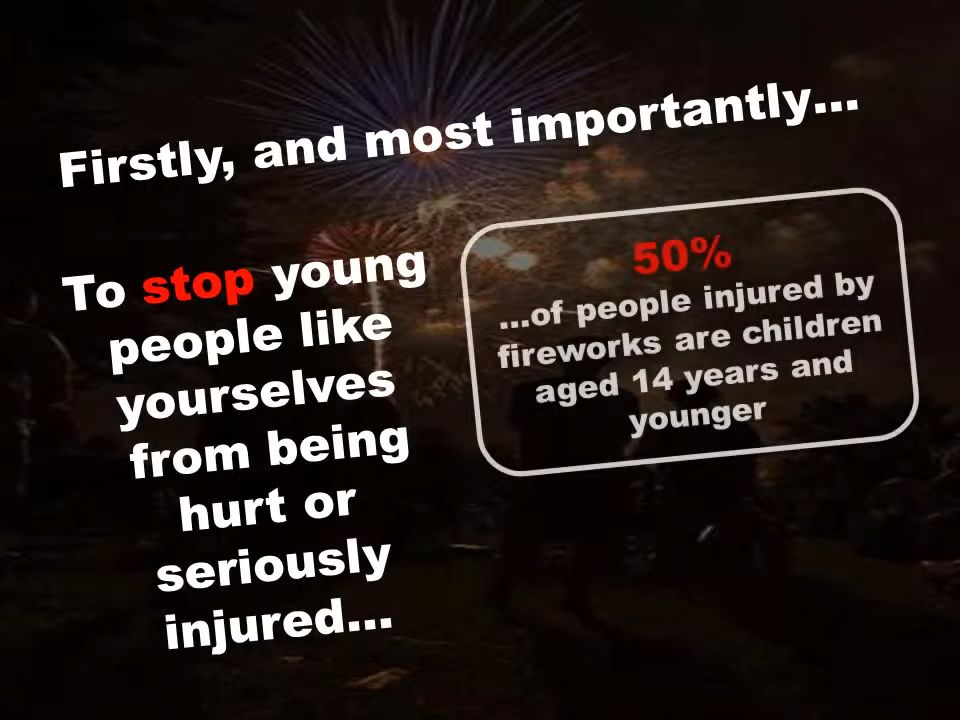 Firstly, and most importantly...
To stop young
people like
yourselves
from being
hurt or
seriously
injured...
50%
...of people injured by
fireworks are children
aged 14 years and
younger